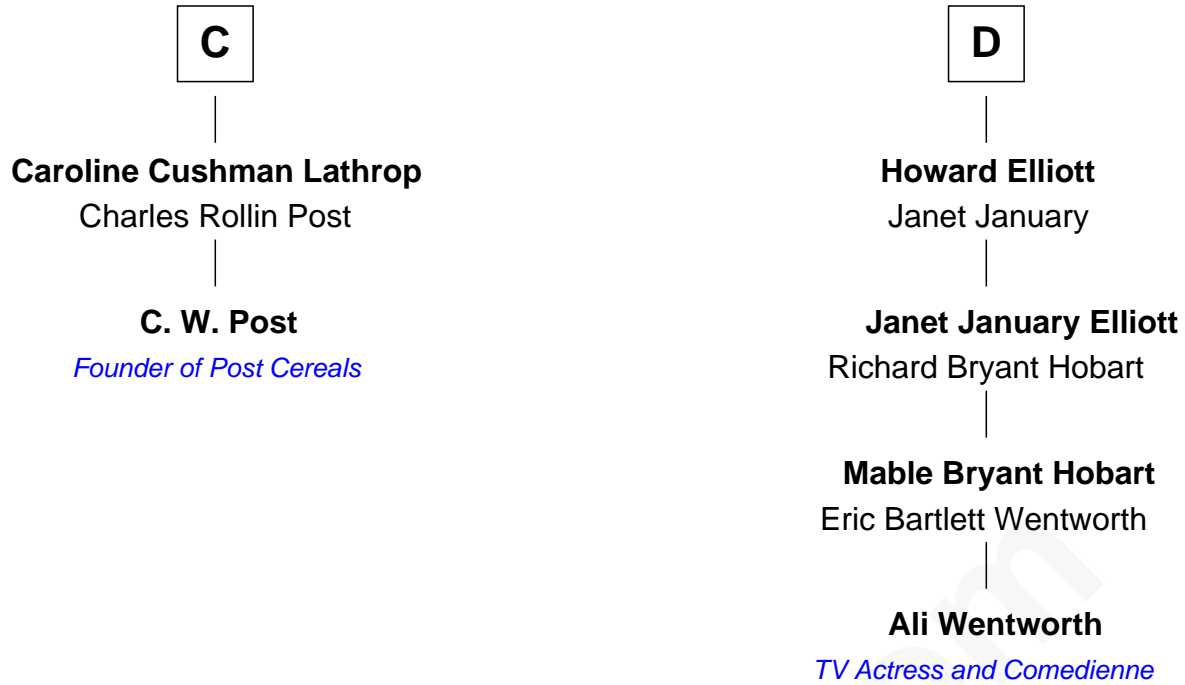 C
Caroline Cushman Lathrop
Charles Rollin Post
C. W. Post
Founder of Post Cereals
D
Howard Elliott
Janet January
Janet January Elliott
Richard Bryant Hobart
Mable Bryant Hobart
Eric Bartlett Wentworth
Ali Wentworth
TV Actress and Comedienne